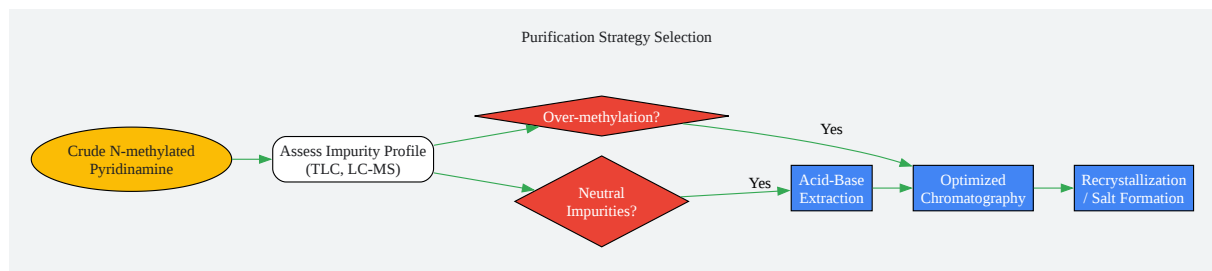 Purification Strategy Selection
Crude N-methylated
Pyridinamine
Assess Impurity Profile
(TLC, LC-MS)
Over-methylation?
Yes
Neutral
Impurities?
Yes
Acid-Base
Extraction
Optimized
Chromatography
Recrystallization
/ Salt Formation